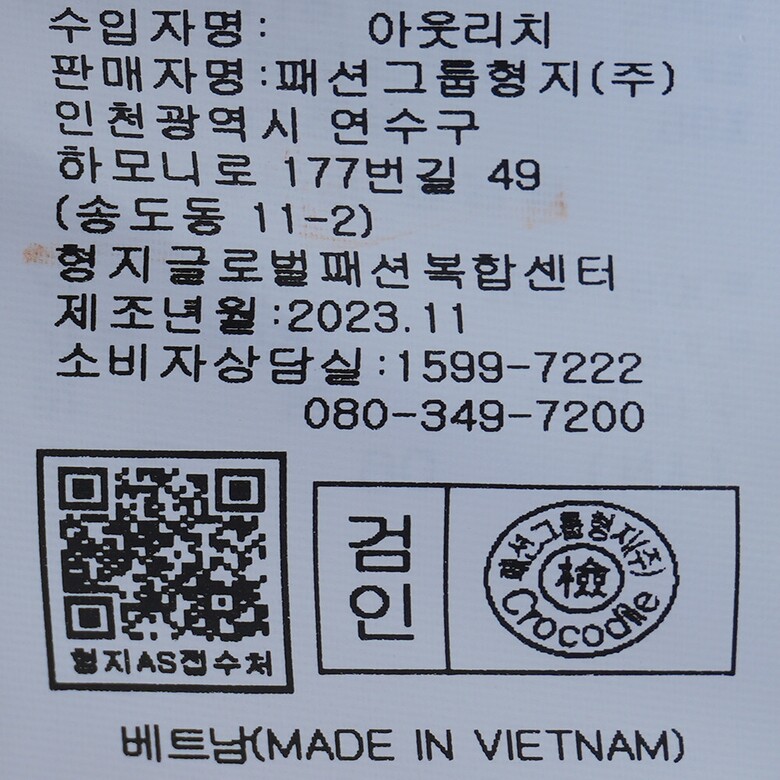 수입자명: 아웃리치
판매자명:패션그룹형지(주)
인천광역시 연수구
하모니로 177번길 49
(송도동 11-2)
형지글로벌패션복합센터
제조년월:2023.11
소비자상담실:1599-7222
080-349-7200
형지AS접수처
검인
패션그룹형지(주)
檢
Crocodile
베트남(MADE IN VIETNAM)